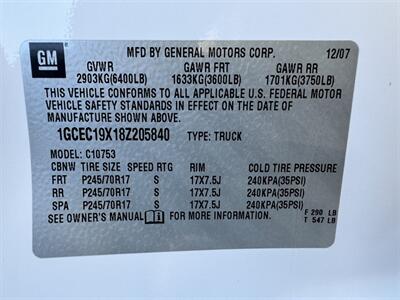 GM
MFD BY GENERAL MOTORS CORP. 12/07
GVWR GAWR FRT GAWR RR
2903KG(6400LB) 1633KG(3600LB) 1701KG(3750LB)
THIS VEHICLE CONFORMS TO ALL APPLICABLE U.S. FEDERAL MOTOR
VEHICLE SAFETY STANDARDS IN EFFECT ON THE DATE OF
MANUFACTURE SHOWN ABOVE.
1GCEC19X18Z205840 TYPE: TRUCK
MODEL: C10753
CBNW TIRE SIZE SPEED RTG RIM COLD TIRE PRESSURE
FRT P245/70R17 S 17X7.5J 240KPA(35PSI)
RR P245/70R17 S 17X7.5J 240KPA(35PSI)
SPA P245/70R17 S 17X7.5J 240KPA(35PSI)
SEE OWNER'S MANUAL FOR MORE INFORMATION. F 290 LB
T 547 LB